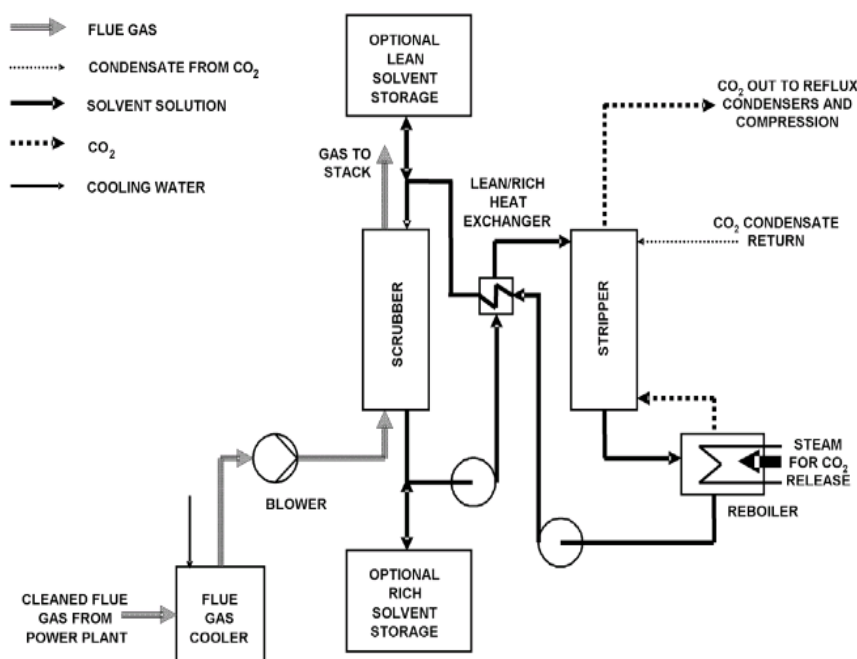 FLUE GAS
CONDENSATE FROM CO₂
SOLVENT SOLUTION
CO₂
COOLING WATER
OPTIONAL
LEAN
SOLVENT
STORAGE
GAS TO
STACK
LEAN/RICH
HEAT
EXCHANGER
CO₂ OUT TO REFLUX
CONDENSERS AND
COMPRESSION
CO₂ CONDENSATE
RETURN
SCRUBBER
STRIPPER
BLOWER
STEAM
FOR CO₂
RELEASE
REBOILER
CLEANED FLUE
GAS FROM
POWER PLANT
FLUE
GAS
COOLER
OPTIONAL
RICH
SOLVENT
STORAGE